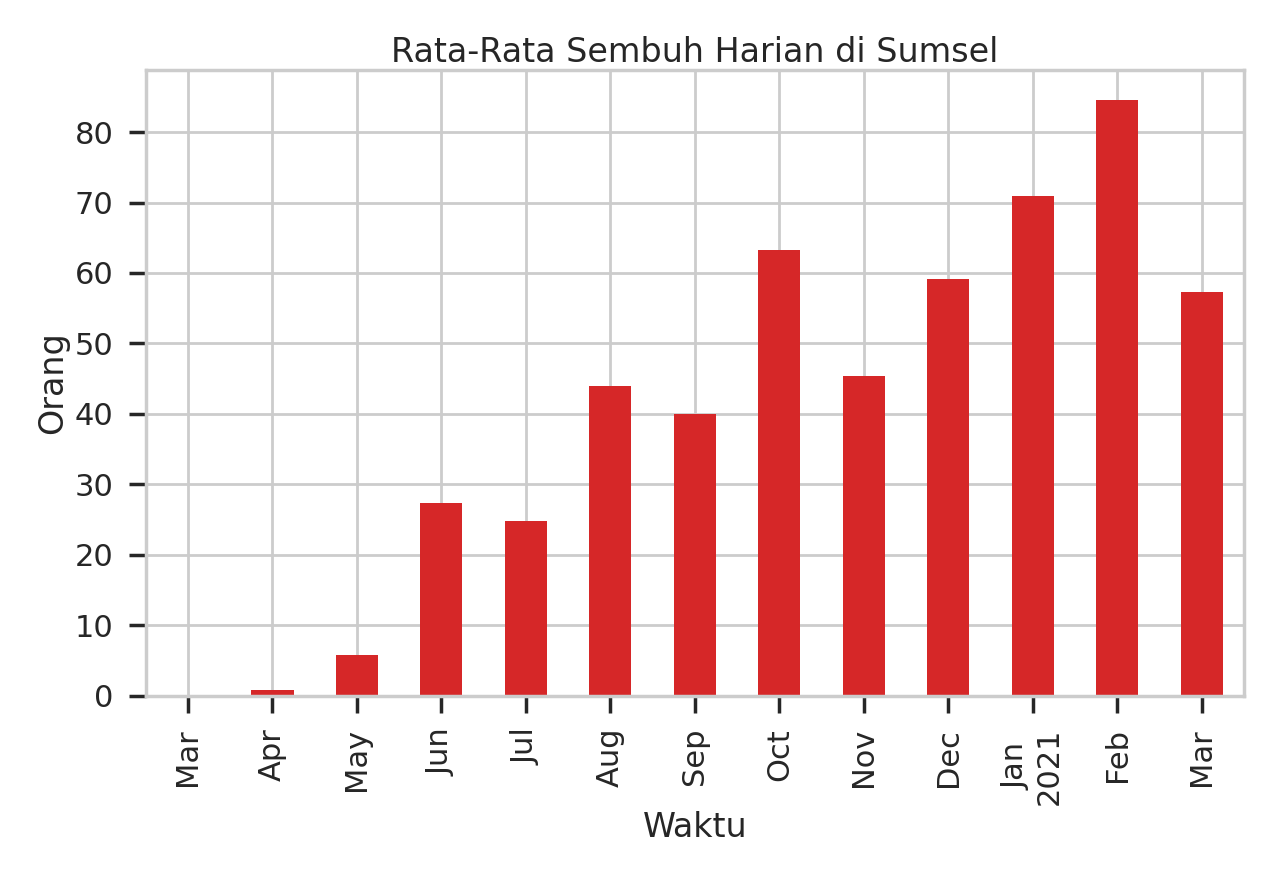 Rata-Rata Sembuh Harian di Sumsel
80
70
60
50
40
30
20
10
0
Orang
Mar
Apr
May
Jun
Jul
Aug
Sep
Oct
Nov
Dec
Jan
2021
Feb
Mar
Waktu